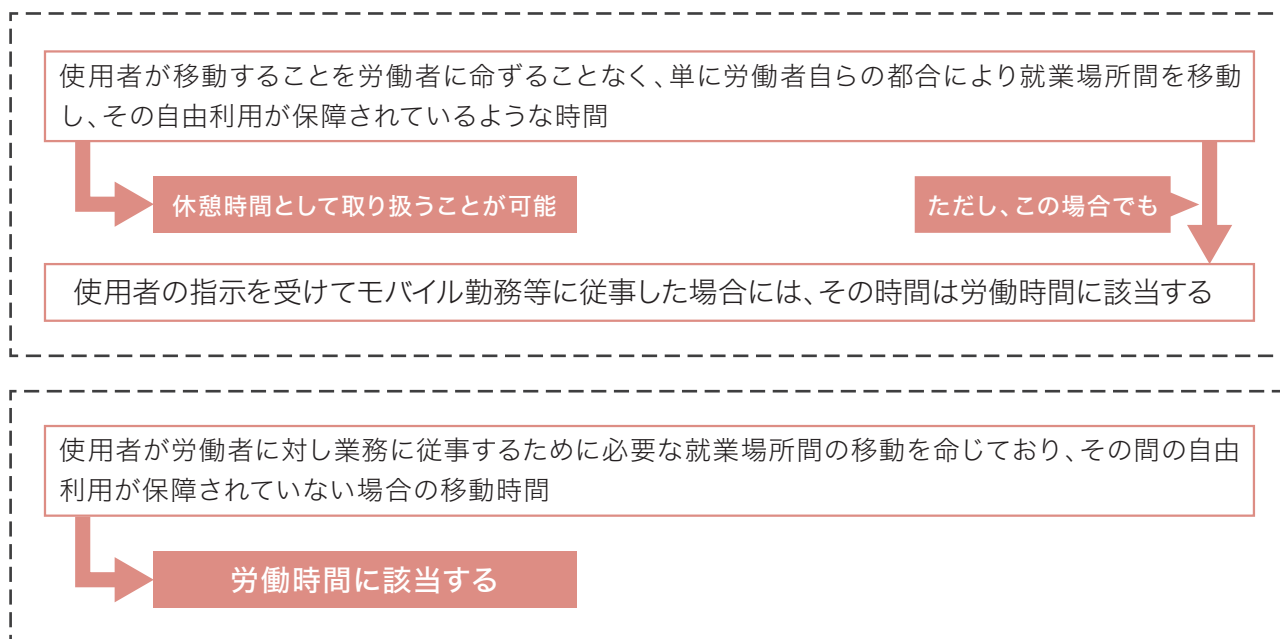 使用者が移動することを労働者に命ずることなく、単に労働者自らの都合により就業場所間を移動
し、その自由利用が保障されているような時間
休憩時間として取り扱うことが可能
ただし、この場合でも
使用者の指示を受けてモバイル勤務等に従事した場合には、その時間は労働時間に該当する
使用者が労働者に対し業務に従事するために必要な就業場所間の移動を命じており、その間の自由
利用が保障されていない場合の移動時間
労働時間に該当する